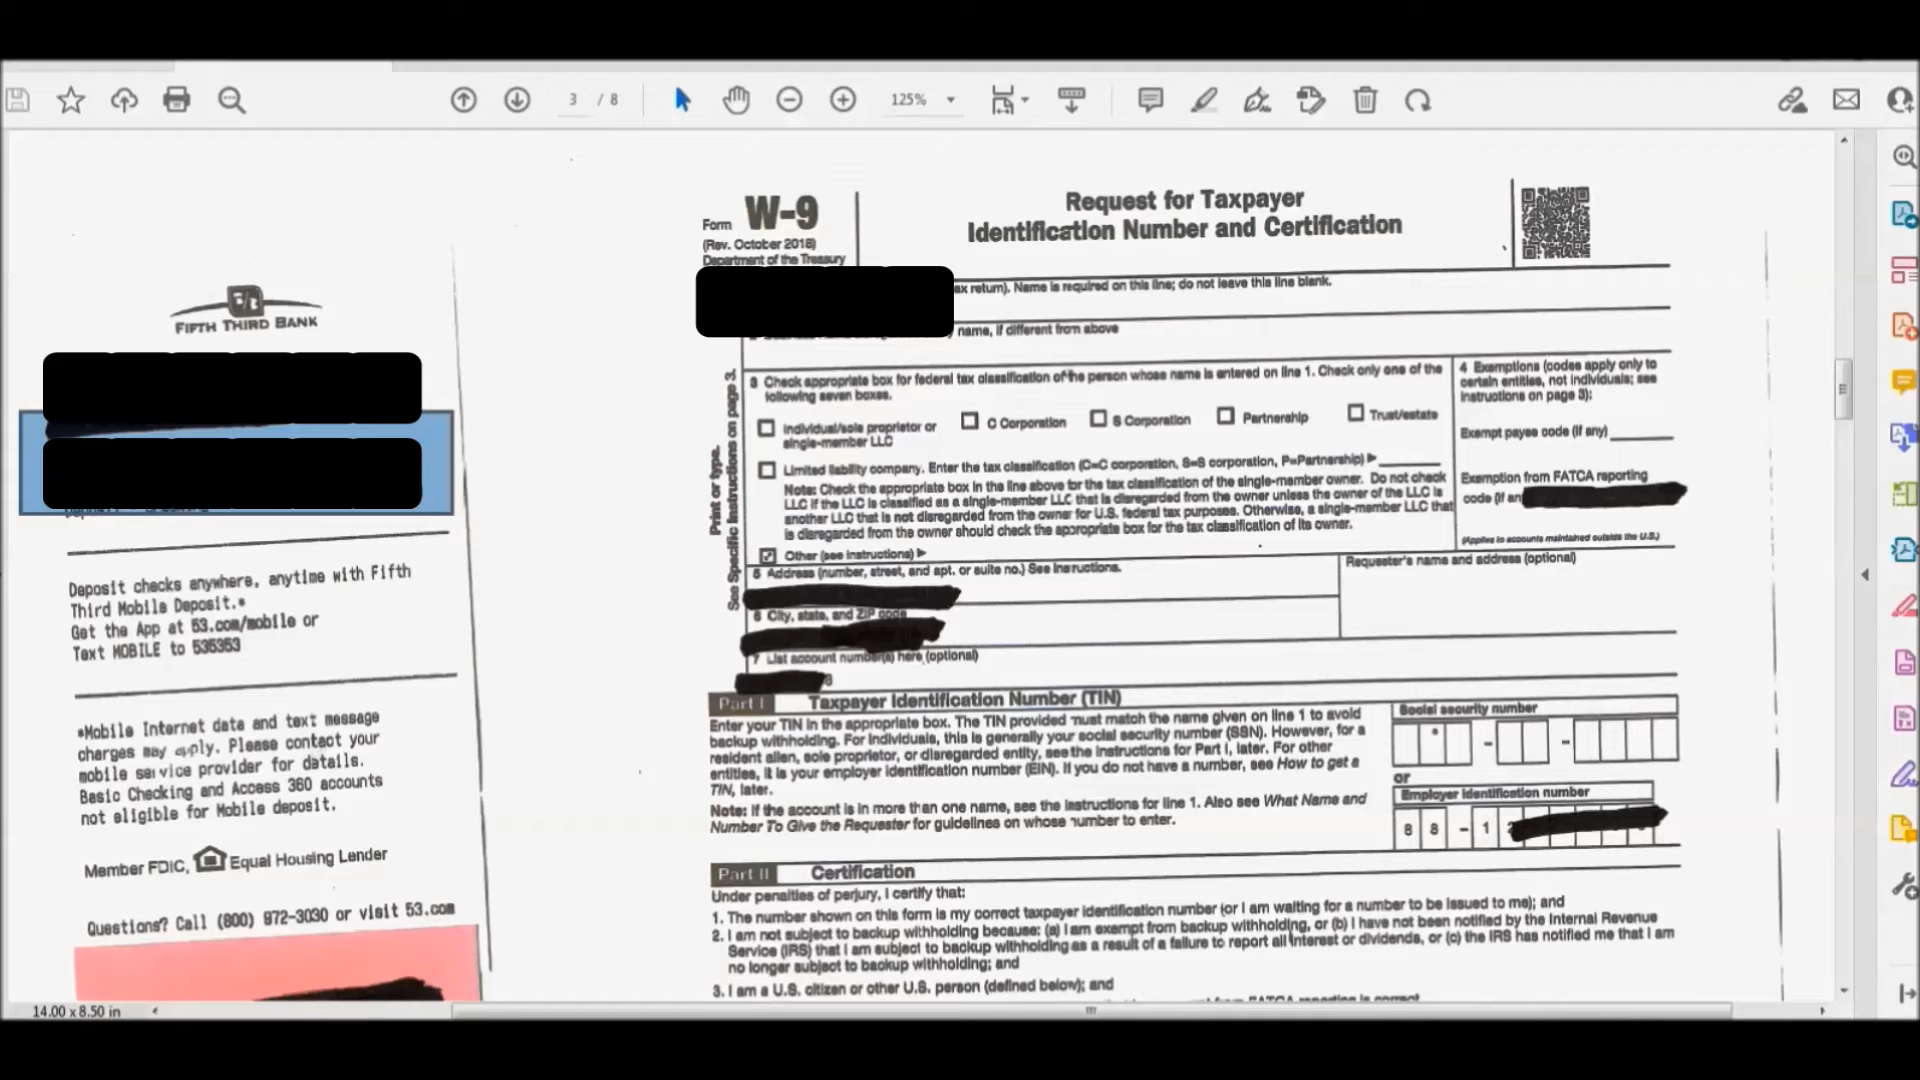 3 / 8
125%
FIFTH THIRD BANK
Deposit checks anywhere, anytime with Fifth
Third Mobile Deposit.*
Get the App at 53.com/mobile or
Text MOBILE to 535353
*Mobile Internet data and text message
charges may apply. Please contact your
mobile service provider for datails.
Basic Checking and Access 360 accounts
not eligible for Mobile deposit.
Member FDIC, Equal Housing Lender
Questions? Call (800) 972-3030 or visit 53.com
Form W-9
(Rev. October 2018)
Department of the Treasury
Request for Taxpayer
Identification Number and Certification
ax return). Name is required on this line; do not leave this line blank.
name, if different from above
Print or type.
See Specific Instructions on page 3.
3 Check appropriate box for federal tax classification of the person whose name is entered on line 1. Check only one of the
following seven boxes.
Individual/sole proprietor or
single-member LLC
C Corporation
S Corporation
Partnership
Trust/estate
Limited liability company. Enter the tax classification (C=C corporation, S=S corporation, P=Partnership) ▶
Note: Check the appropriate box in the line above for the tax classification of the single-member owner. Do not check
LLC if the LLC is classified as a single-member LLC that is disregarded from the owner unless the owner of the LLC is
another LLC that is not disregarded from the owner for U.S. federal tax purposes. Otherwise, a single-member LLC that
is disregarded from the owner should check the appropriate box for the tax classification of its owner.
Other (see instructions) ▶
4 Exemptions (codes apply only to
certain entities, not individuals; see
instructions on page 3):
Exempt payee code (if any)
Exemption from FATCA reporting
code (if an
(Applies to accounts maintained outside the U.S.)
5 Address (number, street, and apt. or suite no.) See instructions.
Requester's name and address (optional)
6 City, state, and ZIP code
7 List account number(s) here (optional)
8
Part I Taxpayer Identification Number (TIN)
Enter your TIN in the appropriate box. The TIN provided must match the name given on line 1 to avoid
backup withholding. For individuals, this is generally your social security number (SSN). However, for a
resident alien, sole proprietor, or disregarded entity, see the instructions for Part I, later. For other
entities, it is your employer identification number (EIN). If you do not have a number, see How to get a
TIN, later.
Note: If the account is in more than one name, see the instructions for line 1. Also see What Name and
Number To Give the Requester for guidelines on whose number to enter.
Social security number
- -
or
Employer identification number
8 8 - 1
Part II Certification
Under penalties of perjury, I certify that:
1. The number shown on this form is my correct taxpayer identification number (or I am waiting for a number to be issued to me); and
2. I am not subject to backup withholding because: (a) I am exempt from backup withholding, or (b) I have not been notified by the Internal Revenue
Service (IRS) that I am subject to backup withholding as a result of a failure to report all interest or dividends, or (c) the IRS has notified me that I am
no longer subject to backup withholding; and
3. I am a U.S. citizen or other U.S. person (defined below); and
14.00 x 8.50 in